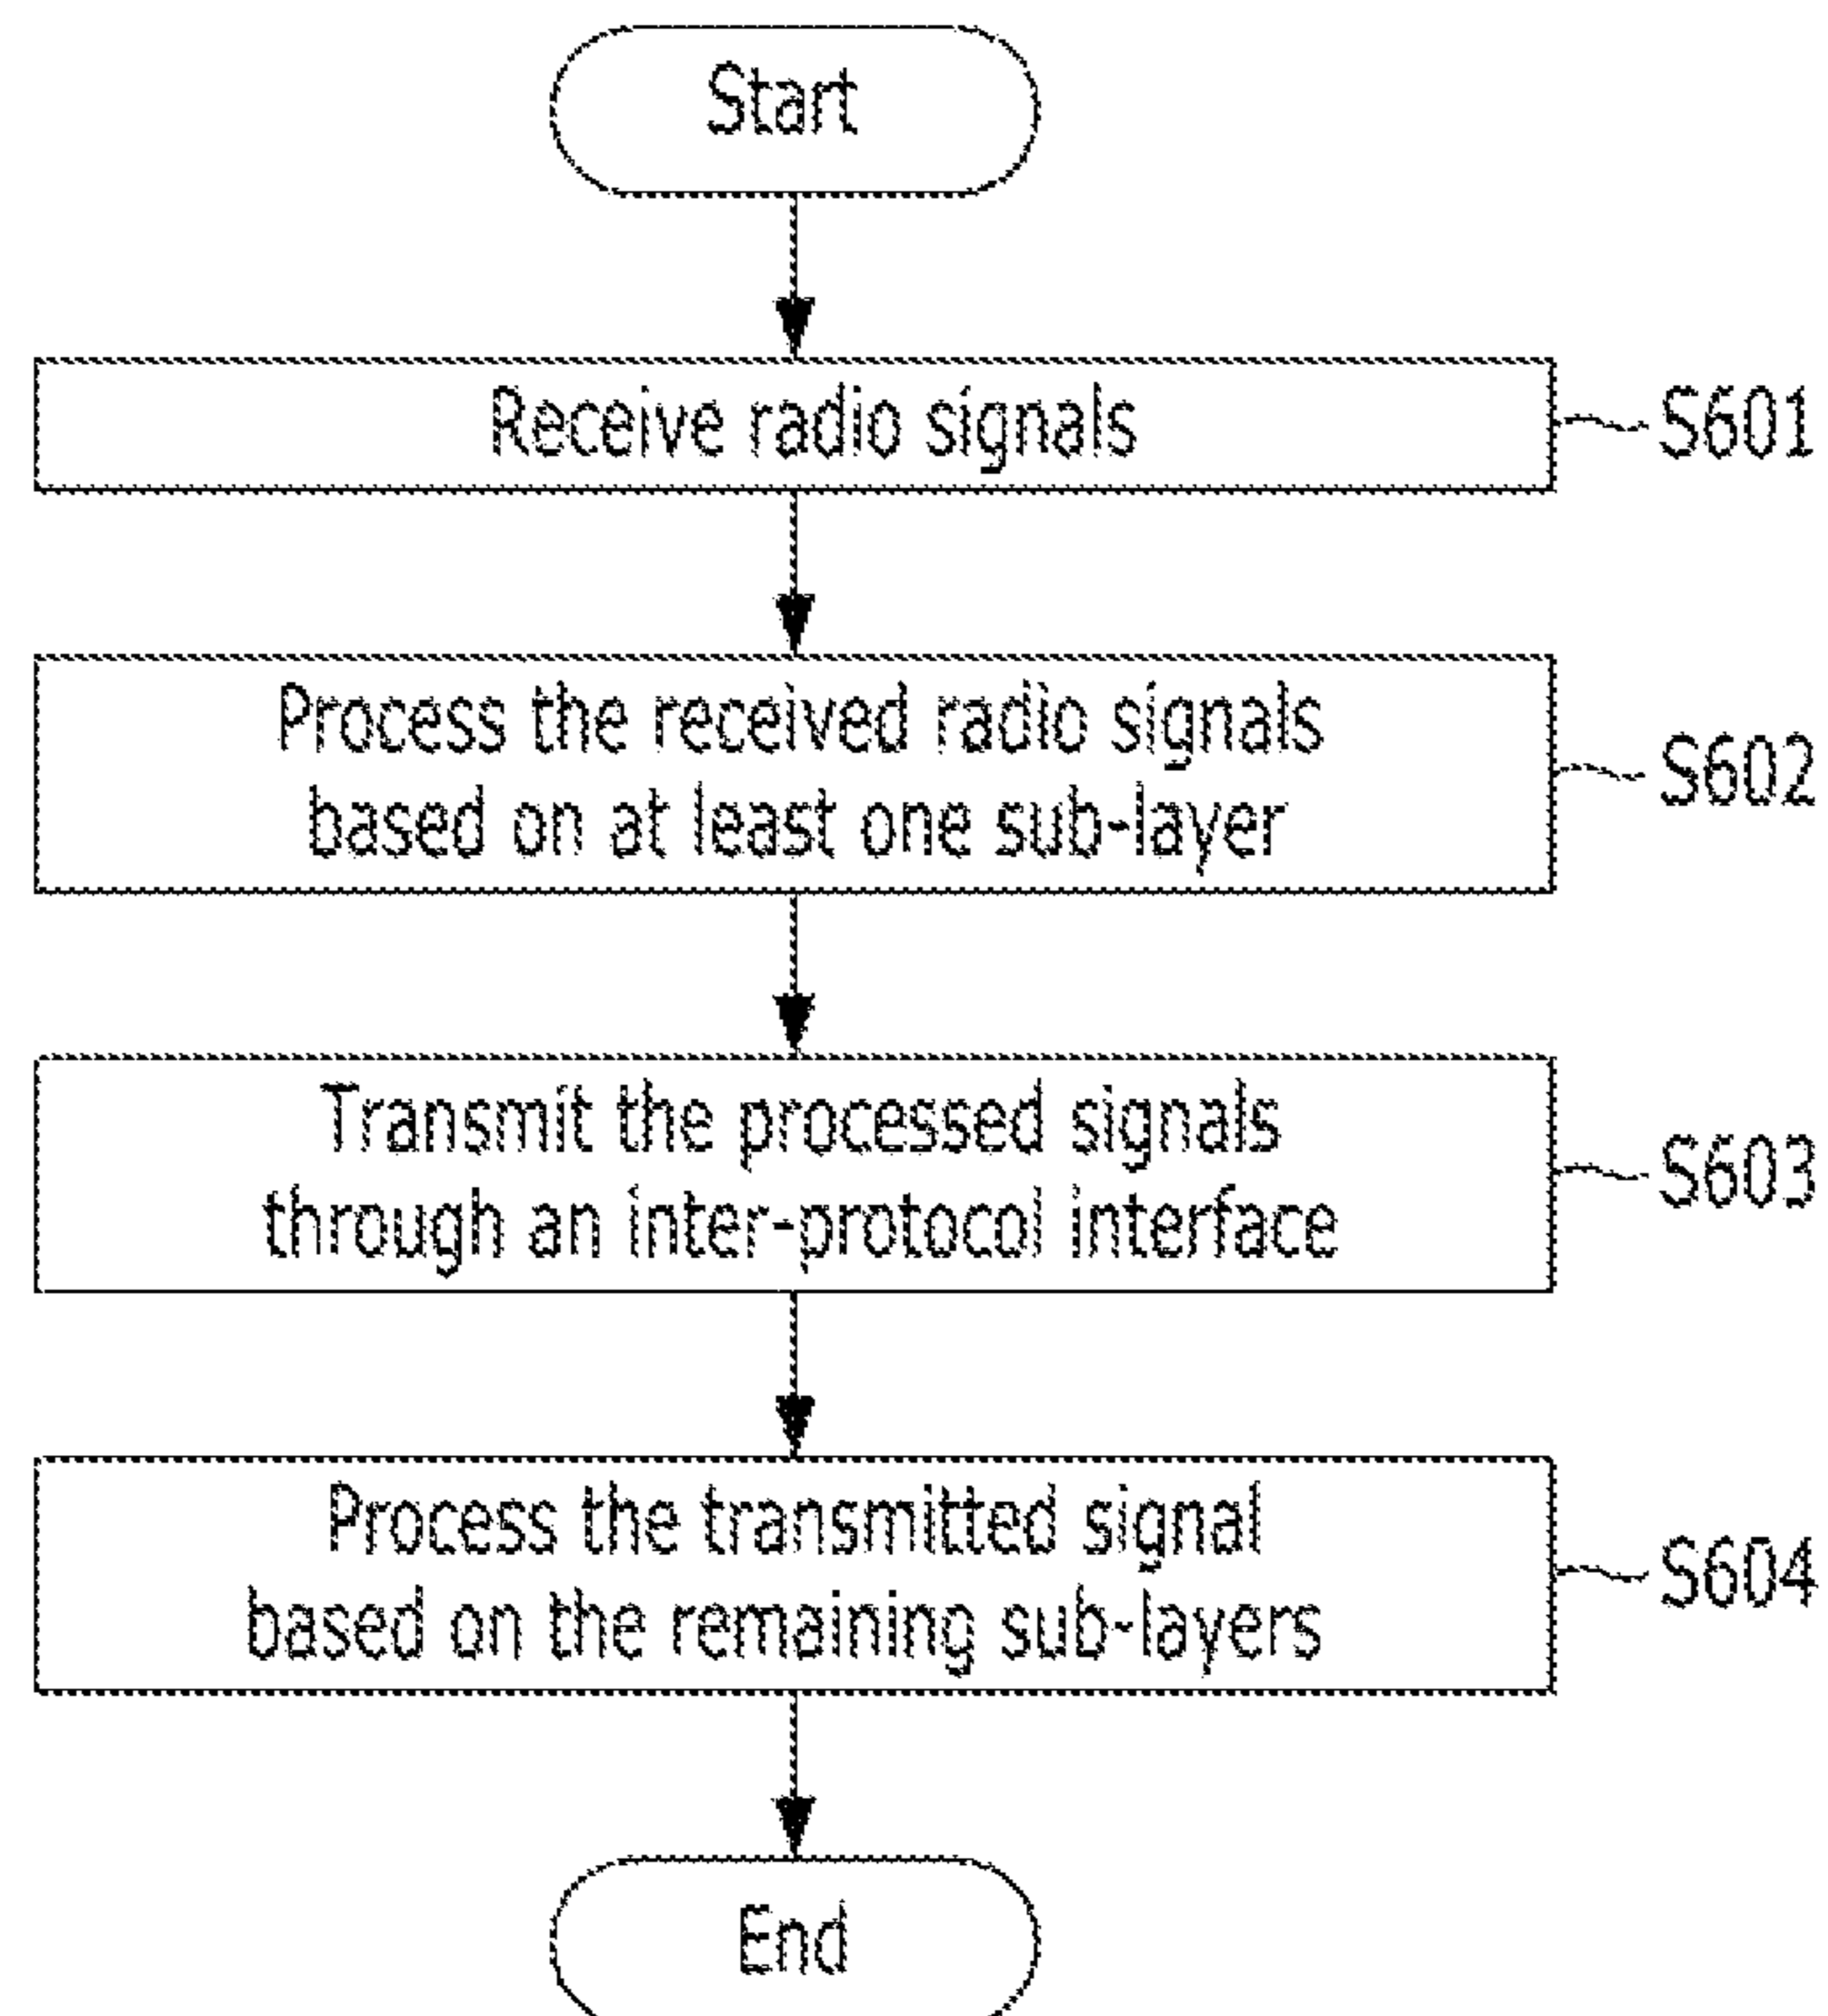 Start
Receive radio signals
S601
Process the received radio signals
based on at least one sub-layer
S602
Transmit the processed signals
through an inter-protocol interface
S603
Process the transmitted signal
based on the remaining sub-layers
S604
End